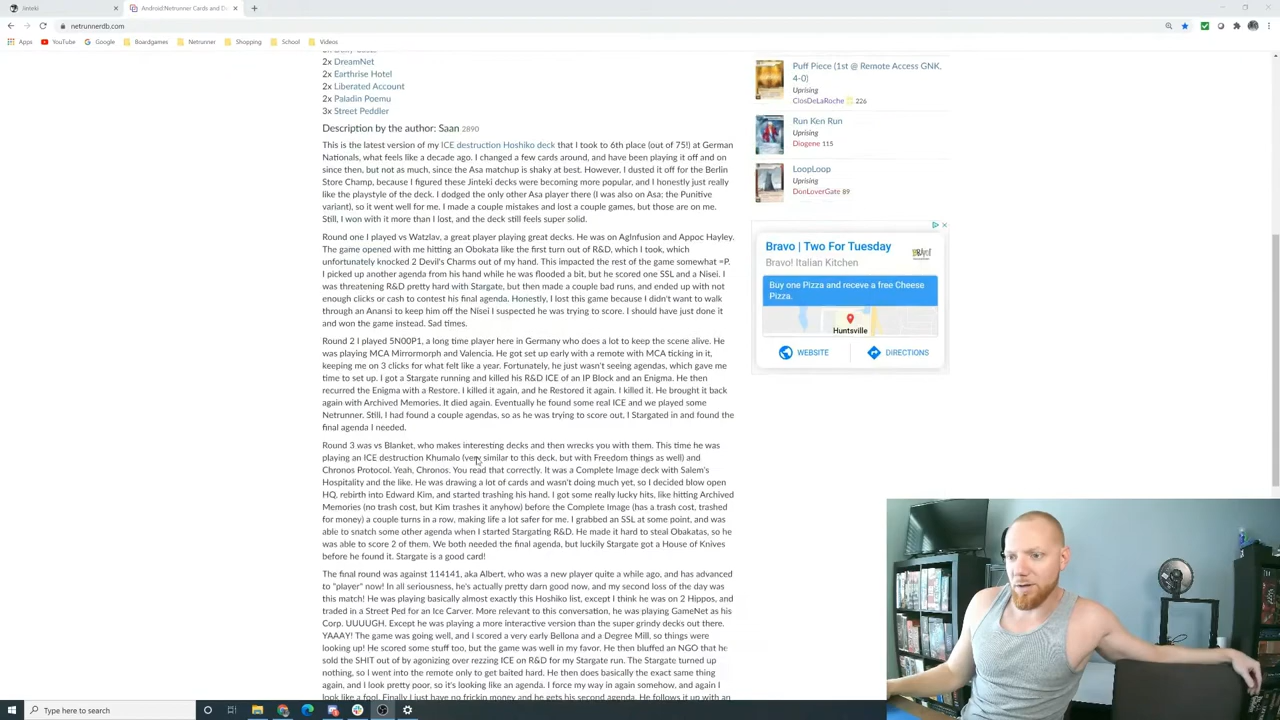 Jinteki
Android:Netrunner Cards and De
netrunnerdb.com
Apps
YouTube
Google
Boardgames
Netrunner
Shopping
School
Videos
2x DreamNet
2x Earthrise Hotel
2x Liberated Account
2x Paladin Poemu
3x Street Peddler
Description by the author: Saan 2890
This is the latest version of my ICE destruction Hoshiko deck that I took to 6th place (out of 75!) at German
Nationals, what feels like a decade ago. I changed a few cards around, and have been playing it off and on
since then, but not as much, since the Asa matchup is shaky at best. However, I dusted it off for the Berlin
Store Champ, because I figured these Jinteki decks were becoming more popular, and I honestly just really
like the playstyle of the deck. I dodged the only other Asa player there (I was also on Asa; the Punitive
variant), so it went well for me. I made a couple mistakes and lost a couple games, but those are on me.
Still, I won with it more than I lost, and the deck still feels super solid.
Round one I played vs Watzlav, a great player playing great decks. He was on AgInfusion and Appoc Hayley.
The game opened with me hitting an Obokata like the first turn out of R&D, which I took, which
unfortunately knocked 2 Devil's Charms out of my hand. This impacted the rest of the game somewhat =P.
I picked up another agenda from his hand while he was flooded a bit, but he scored one SSL and a Nisei. I
was threatening R&D pretty hard with Stargate, but then made a couple bad runs, and ended up with not
enough clicks or cash to contest his final agenda. Honestly, I lost this game because I didn't want to walk
through an Anansi to keep him off the Nisei I suspected he was trying to score. I should have just done it
and won the game instead. Sad times.
Round 2 I played 5N00P1, a long time player here in Germany who does a lot to keep the scene alive. He
was playing MCA Mirrormorph and Valencia. He got set up early with a remote with MCA ticking in it,
keeping me on 3 clicks for what felt like a year. Fortunately, he just wasn't seeing agendas, which gave me
time to set up. I got a Stargate running and killed his R&D ICE of an IP Block and an Enigma. He then
recurred the Enigma with a Restore. I killed it again, and he Restored it again. I killed it. He brought it back
again with Archived Memories. It died again. Eventually he found some real ICE and we played some
Netrunner. Still, I had found a couple agendas, so as he was trying to score out, I Stargated in and found the
final agenda I needed.
Round 3 was vs Blanket, who makes interesting decks and then wrecks you with them. This time he was
playing an ICE destruction Khumalo (very similar to this deck, but with Freedom things as well) and
Chronos Protocol. Yeah, Chronos. You read that correctly. It was a Complete Image deck with Salem's
Hospitality and the like. He was drawing a lot of cards and wasn't doing much yet, so I decided blow open
HQ, rebirth into Edward Kim, and started trashing his hand. I got some really lucky hits, like hitting Archived
Memories (no trash cost, but Kim trashes it anyhow) before the Complete Image (has a trash cost, trashed
for money) a couple turns in a row, making life a lot safer for me. I grabbed an SSL at some point, and was
able to snatch some other agenda when I started Stargating R&D. He made it hard to steal Obakatas, so he
was able to score 2 of them. We both needed the final agenda, but luckily Stargate got a House of Knives
before he found it. Stargate is a good card!
The final round was against 114141, aka Albert, who was a new player quite a while ago, and has advanced
to "player" now! In all seriousness, he's actually pretty darn good now, and my second loss of the day was
this match! He was playing basically almost exactly this Hoshiko list, except I think he was on 2 Hippos, and
traded in a Street Ped for an Ice Carver. More relevant to this conversation, he was playing GameNet as his
Corp. UUUUGH. Except he was playing a more interactive version than the super grindy decks out there.
YAAAY! The game was going well, and I scored a very early Bellona and a Degree Mill, so things were
looking up! He scored some stuff too, but the game was well in my favor. He then bluffed an NGO that he
sold the SHIT out of by agonizing over rezzing ICE on R&D for my Stargate run. The Stargate turned up
nothing, so I went into the remote only to get baited hard. He then does basically the exact same thing
again, and I look pretty poor, so it's looking like an agenda. I force my way in again somehow, and again I
look like a fool. Finally I just have no frickin money and he gets his second agenda. He follows it up with an
Puff Piece (1st @ Remote Access GNK,
4-0)
Uprising
ClosDeLaRoche 226
Run Ken Run
Uprising
Diogene 115
LoopLoop
Uprising
DonLoverGate 89
Bravo | Two For Tuesday
Bravo! Italian Kitchen
Buy one Pizza and receve a free Cheese
Pizza.
Huntsville
WEBSITE
DIRECTIONS
Type here to search